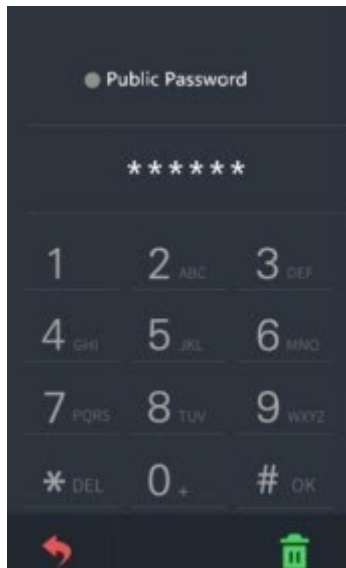 Public Password
******
1 2 ABC 3 DEF
4 GHI 5 JKL 6 MNO
7 PQRS 8 TUV 9 WXYZ
* DEL 0 + # OK